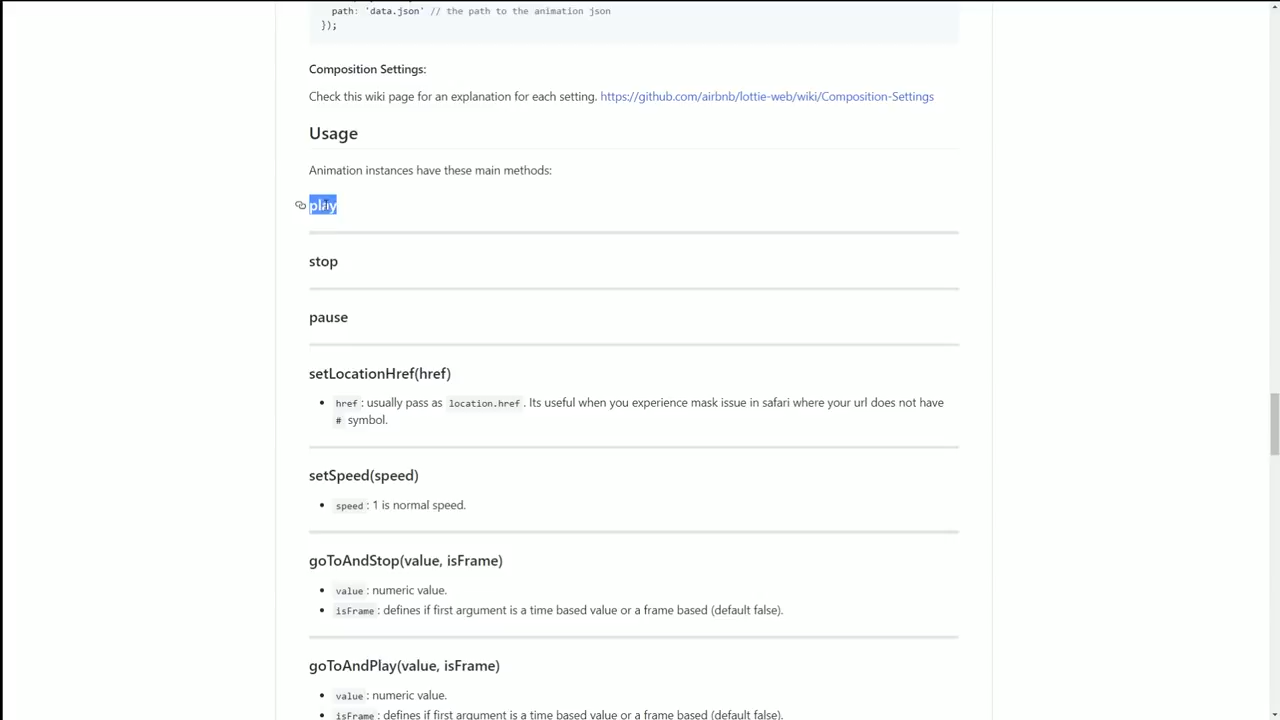 path: 'data.json' // the path to the animation json
});
Composition Settings:
Check this wiki page for an explanation for each setting. https://github.com/airbnb/lottie-web/wiki/Composition-Settings
Usage
Animation instances have these main methods:
play
stop
pause
setLocationHref(href)
• href: usually pass as location.href. Its useful when you experience mask issue in safari where your url does not have
# symbol.
setSpeed(speed)
• speed: 1 is normal speed.
goToAndStop(value, isFrame)
• value: numeric value.
• isFrame: defines if first argument is a time based value or a frame based (default false).
goToAndPlay(value, isFrame)
• value: numeric value.
• isFrame: defines if first argument is a time based value or a frame based (default false).